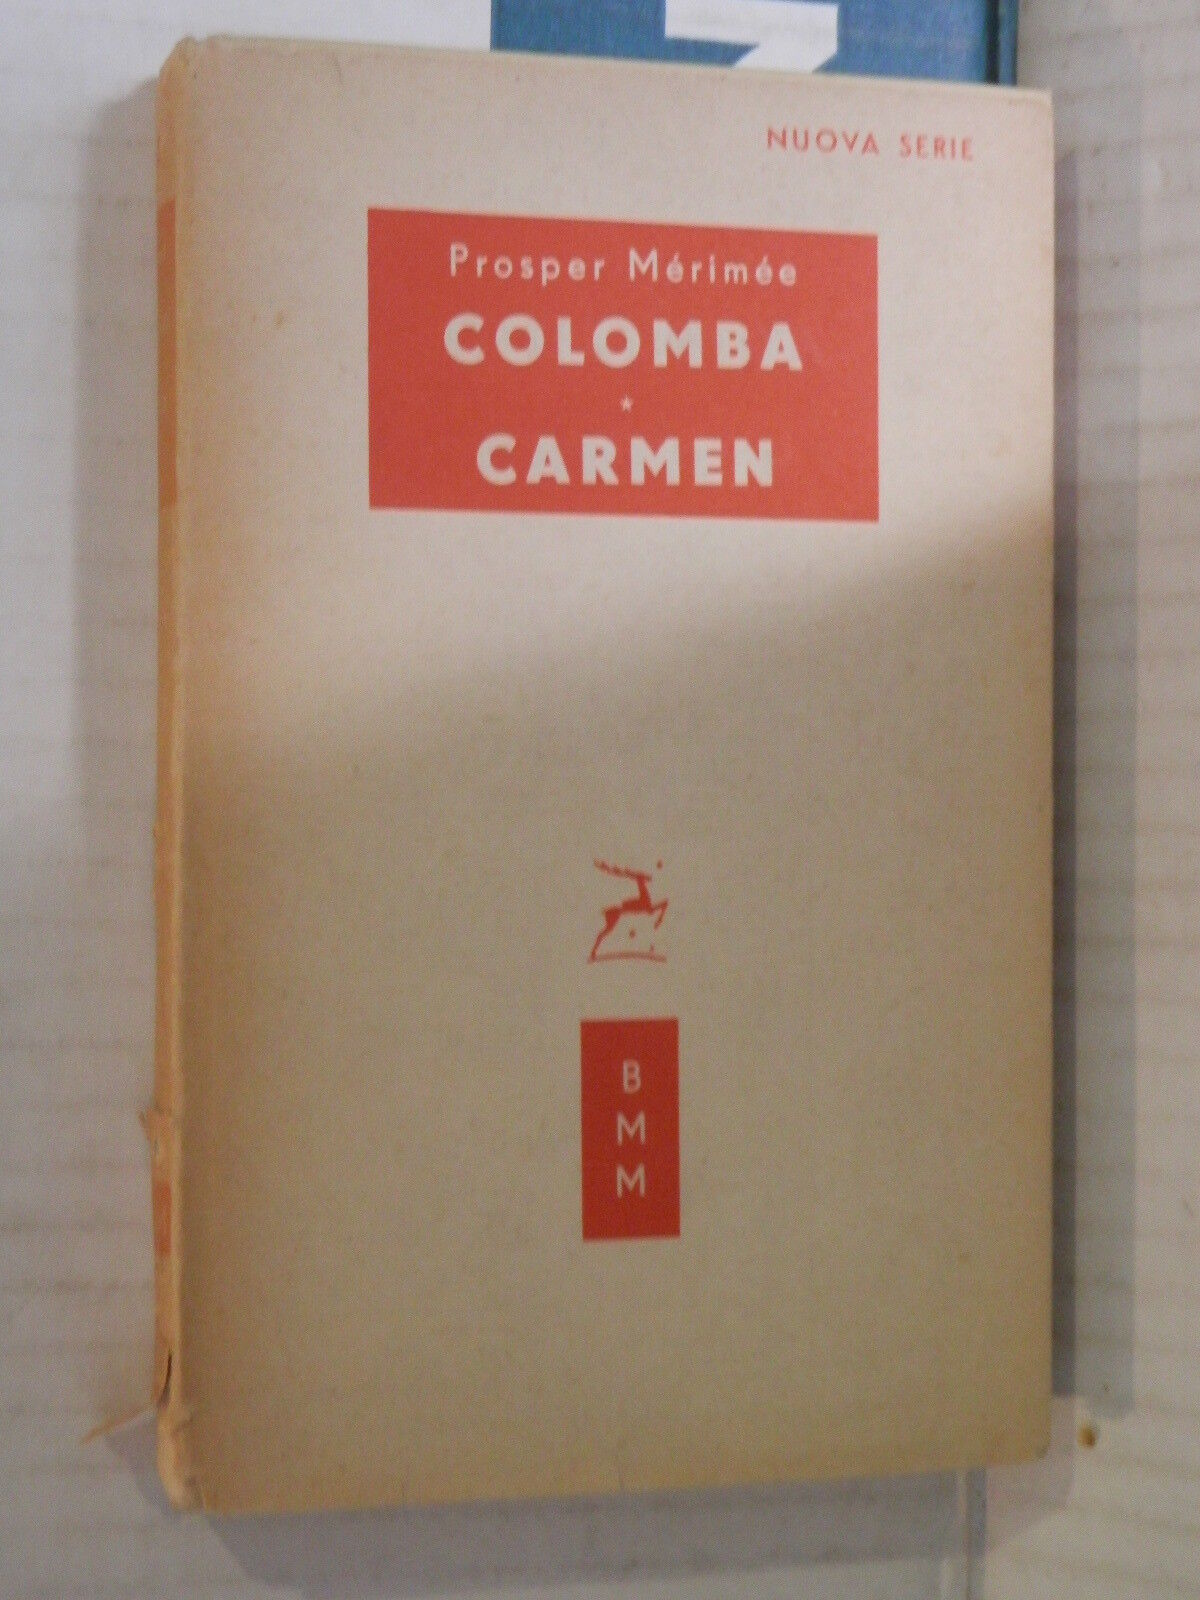 NUOVA SERIE
Prosper Mérimée
COLOMBA
*
CARMEN
B
M
M